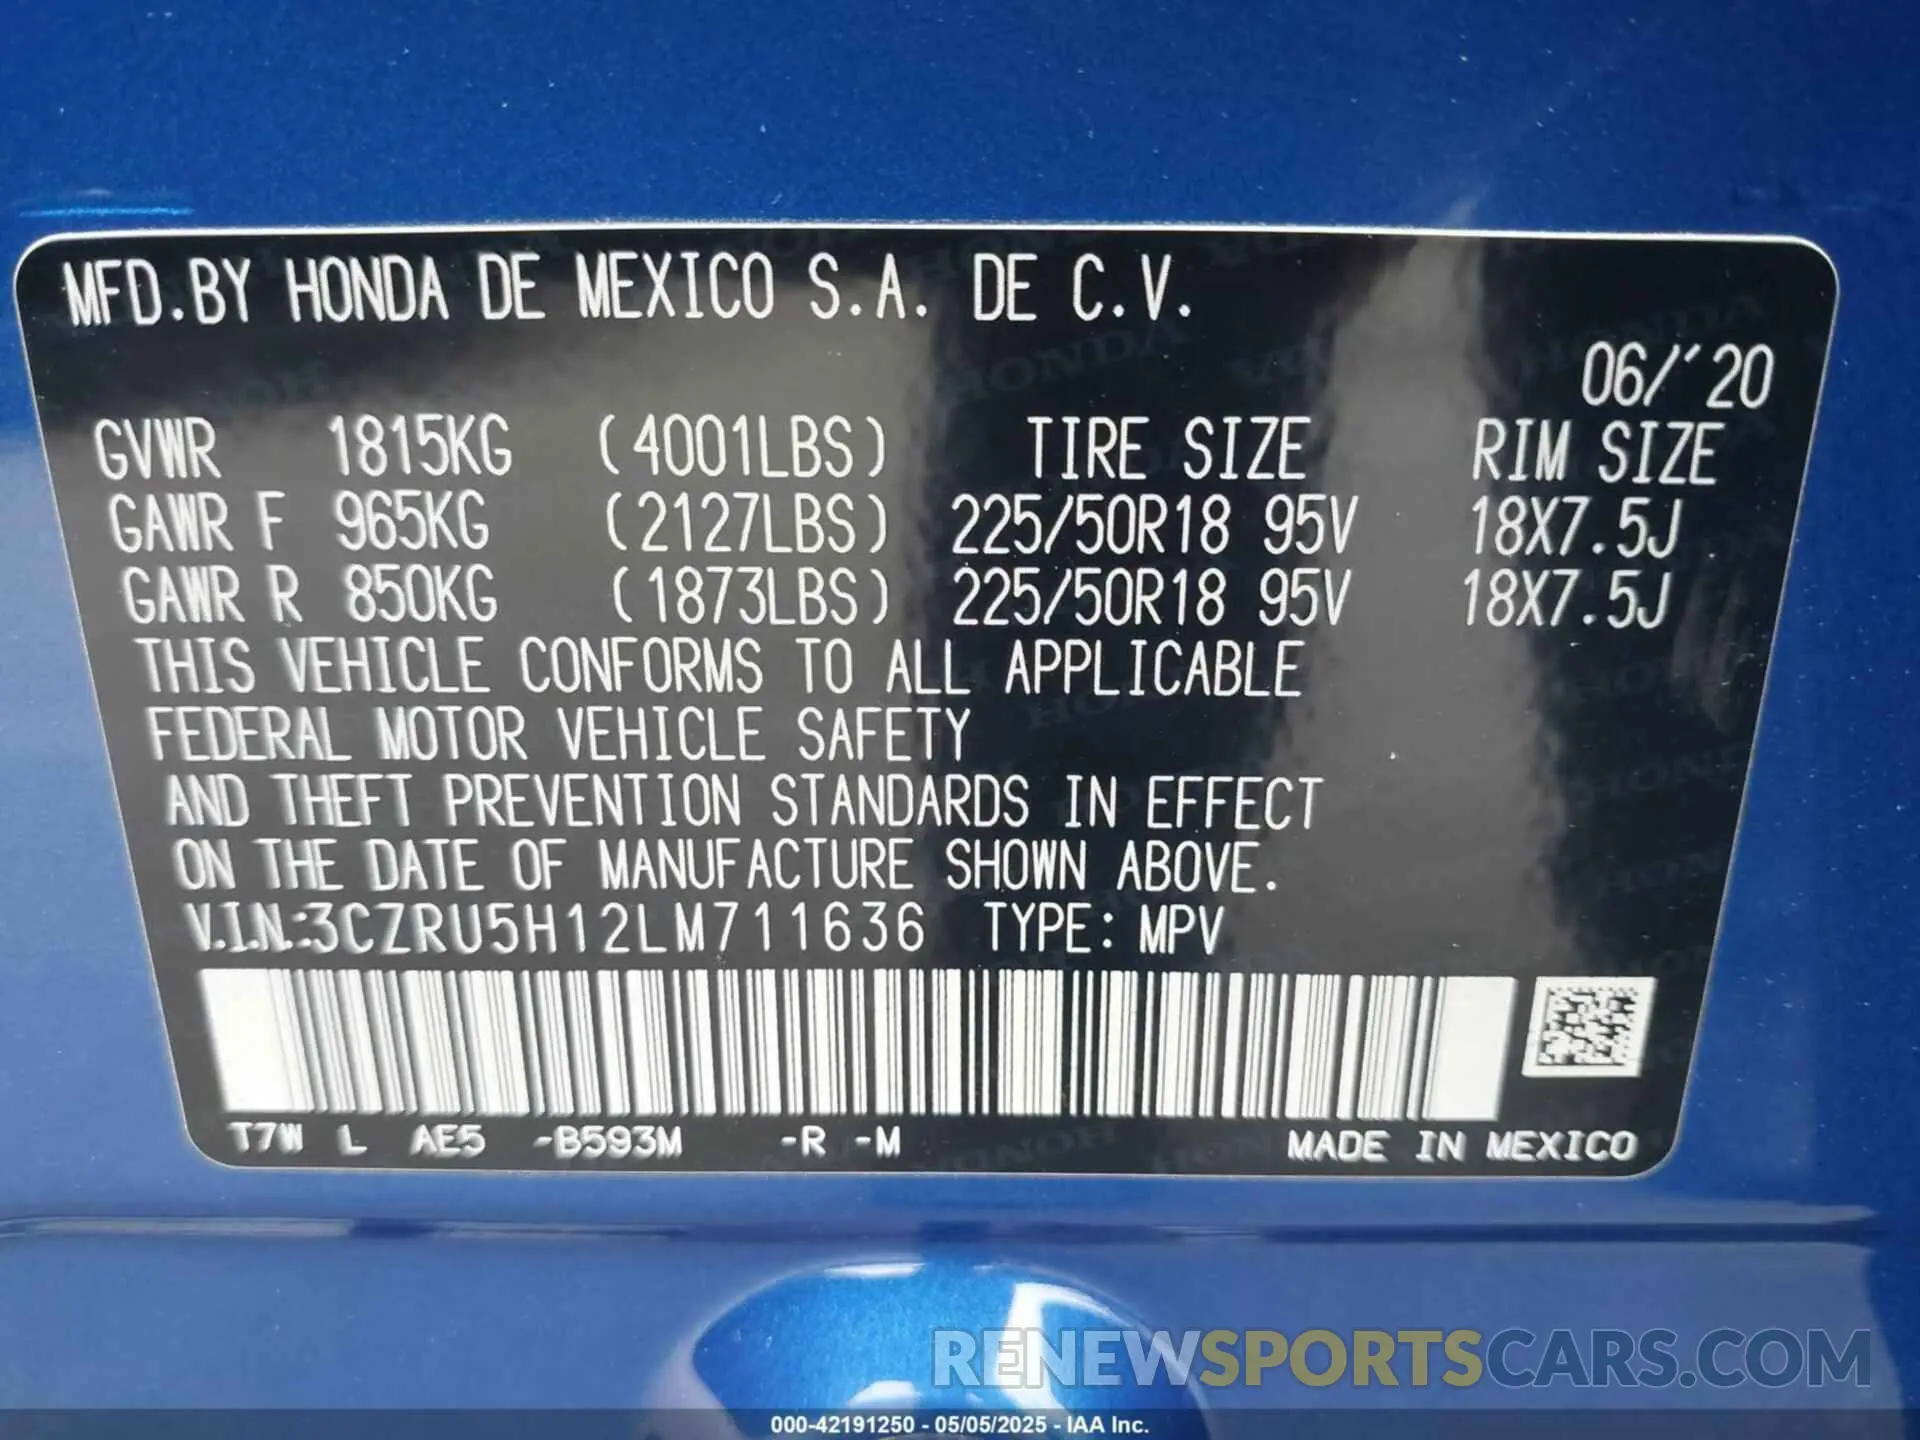 MFD.BY HONDA DE MEXICO S.A. DE C.V.
06/'20
GVWR 1815KG (4001LBS) TIRE SIZE RIM SIZE
GAWR F 965KG (2127LBS) 225/50R18 95V 18X7.5J
GAWR R 850KG (1873LBS) 225/50R18 95V 18X7.5J
THIS VEHICLE CONFORMS TO ALL APPLICABLE
FEDERAL MOTOR VEHICLE SAFETY
AND THEFT PREVENTION STANDARDS IN EFFECT
ON THE DATE OF MANUFACTURE SHOWN ABOVE.
V.I.N.:3CZRU5H12LM711636 TYPE: MPV
T7W L AE5 -B593M -R -M MADE IN MEXICO
RENEWSPORTSCARS.COM
000-42191250 - 05/05/2025 - IAA Inc.